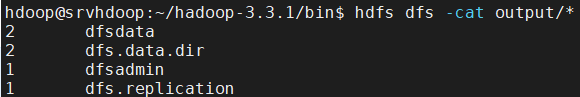 hdoop@srvhdoop:~/hadoop-3.3.1/bin$ hdfs dfs -cat output/*
2       dfsdata
2       dfs.data.dir
1       dfsadmin
1       dfs.replication